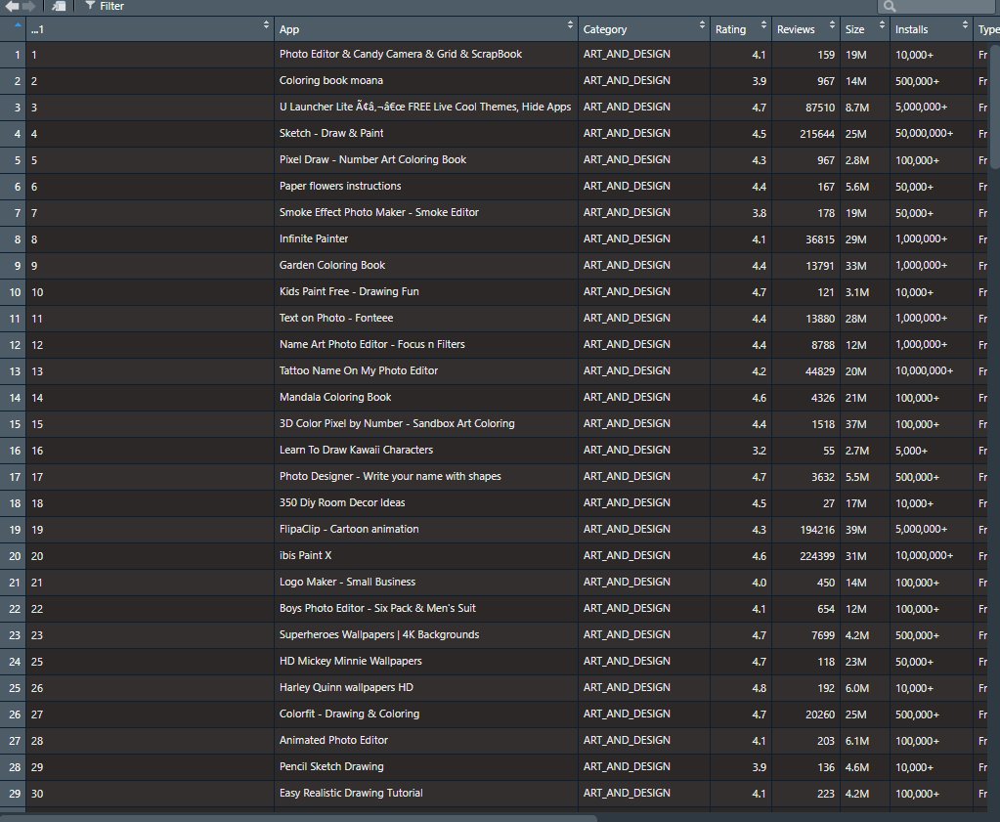 Filter
...1 App Category Rating Reviews Size Installs Type
1 1 Photo Editor & Candy Camera & Grid & ScrapBook ART_AND_DESIGN 4.1 159 19M 10,000+ Fr
2 2 Coloring book moana ART_AND_DESIGN 3.9 967 14M 500,000+ Fr
3 3 U Launcher Lite Ã¢â‚¬â€œ FREE Live Cool Themes, Hide Apps ART_AND_DESIGN 4.7 87510 8.7M 5,000,000+ Fr
4 4 Sketch - Draw & Paint ART_AND_DESIGN 4.5 215644 25M 50,000,000+ Fr
5 5 Pixel Draw - Number Art Coloring Book ART_AND_DESIGN 4.3 967 2.8M 100,000+ Fr
6 6 Paper flowers instructions ART_AND_DESIGN 4.4 167 5.6M 50,000+ Fr
7 7 Smoke Effect Photo Maker - Smoke Editor ART_AND_DESIGN 3.8 178 19M 50,000+ Fr
8 8 Infinite Painter ART_AND_DESIGN 4.1 36815 29M 1,000,000+ Fr
9 9 Garden Coloring Book ART_AND_DESIGN 4.4 13791 33M 1,000,000+ Fr
10 10 Kids Paint Free - Drawing Fun ART_AND_DESIGN 4.7 121 3.1M 10,000+ Fr
11 11 Text on Photo - Fonteee ART_AND_DESIGN 4.4 13880 28M 1,000,000+ Fr
12 12 Name Art Photo Editor - Focus n Filters ART_AND_DESIGN 4.4 8788 12M 1,000,000+ Fr
13 13 Tattoo Name On My Photo Editor ART_AND_DESIGN 4.2 44829 20M 10,000,000+ Fr
14 14 Mandala Coloring Book ART_AND_DESIGN 4.6 4326 21M 100,000+ Fr
15 15 3D Color Pixel by Number - Sandbox Art Coloring ART_AND_DESIGN 4.4 1518 37M 100,000+ Fr
16 16 Learn To Draw Kawaii Characters ART_AND_DESIGN 3.2 55 2.7M 5,000+ Fr
17 17 Photo Designer - Write your name with shapes ART_AND_DESIGN 4.7 3632 5.5M 500,000+ Fr
18 18 350 Diy Room Decor Ideas ART_AND_DESIGN 4.5 27 17M 10,000+ Fr
19 19 FlipaClip - Cartoon animation ART_AND_DESIGN 4.3 194216 39M 5,000,000+ Fr
20 20 ibis Paint X ART_AND_DESIGN 4.6 224399 31M 10,000,000+ Fr
21 21 Logo Maker - Small Business ART_AND_DESIGN 4.0 450 14M 100,000+ Fr
22 22 Boys Photo Editor - Six Pack & Men's Suit ART_AND_DESIGN 4.1 654 12M 100,000+ Fr
23 23 Superheroes Wallpapers | 4K Backgrounds ART_AND_DESIGN 4.7 7699 4.2M 500,000+ Fr
24 25 HD Mickey Minnie Wallpapers ART_AND_DESIGN 4.7 118 23M 50,000+ Fr
25 26 Harley Quinn wallpapers HD ART_AND_DESIGN 4.8 192 6.0M 10,000+ Fr
26 27 Colorfit - Drawing & Coloring ART_AND_DESIGN 4.7 20260 25M 500,000+ Fr
27 28 Animated Photo Editor ART_AND_DESIGN 4.1 203 6.1M 100,000+ Fr
28 29 Pencil Sketch Drawing ART_AND_DESIGN 3.9 136 4.6M 10,000+ Fr
29 30 Easy Realistic Drawing Tutorial ART_AND_DESIGN 4.1 223 4.2M 100,000+ Fr